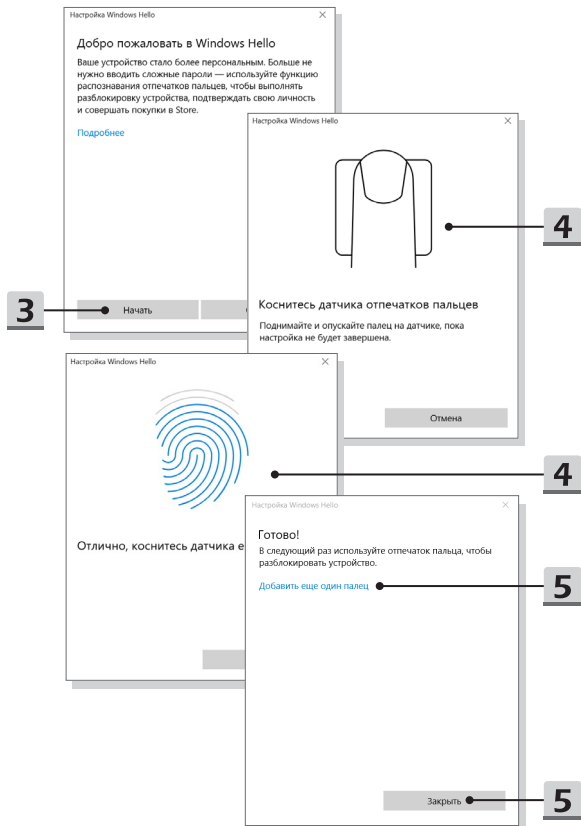 Настройка Windows Hello
Добро пожаловать в Windows Hello
Ваше устройство стало более персональным. Больше не
нужно вводить сложные пароли — используйте функцию
распознавания отпечатков пальцев, чтобы выполнять
разблокировку устройства, подтверждать свою личность
и совершать покупки в Store.
Подробнее
3
Начать
Настройка Windows Hello
4
Коснитесь датчика отпечатков пальцев
Поднимайте и опускайте палец на датчике, пока
настройка не будет завершена.
Отмена
Настройка Windows Hello
4
Отлично, коснитесь датчика е
Настройка Windows Hello
Готово!
В следующий раз используйте отпечаток пальца, чтобы
разблокировать устройство.
Добавить еще один палец
5
Закрыть
5